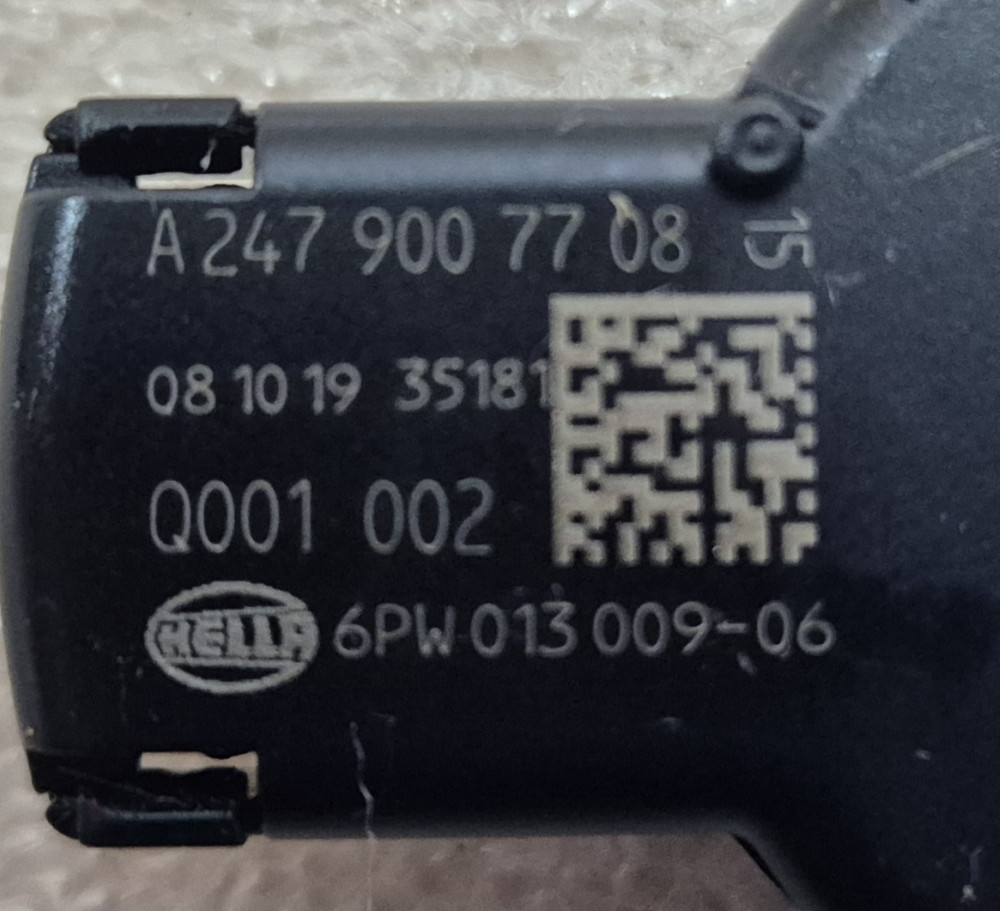 A 247 900 77 08
15
08 10 19 35181
Q001 002
HELLA 6PW 013 009-06